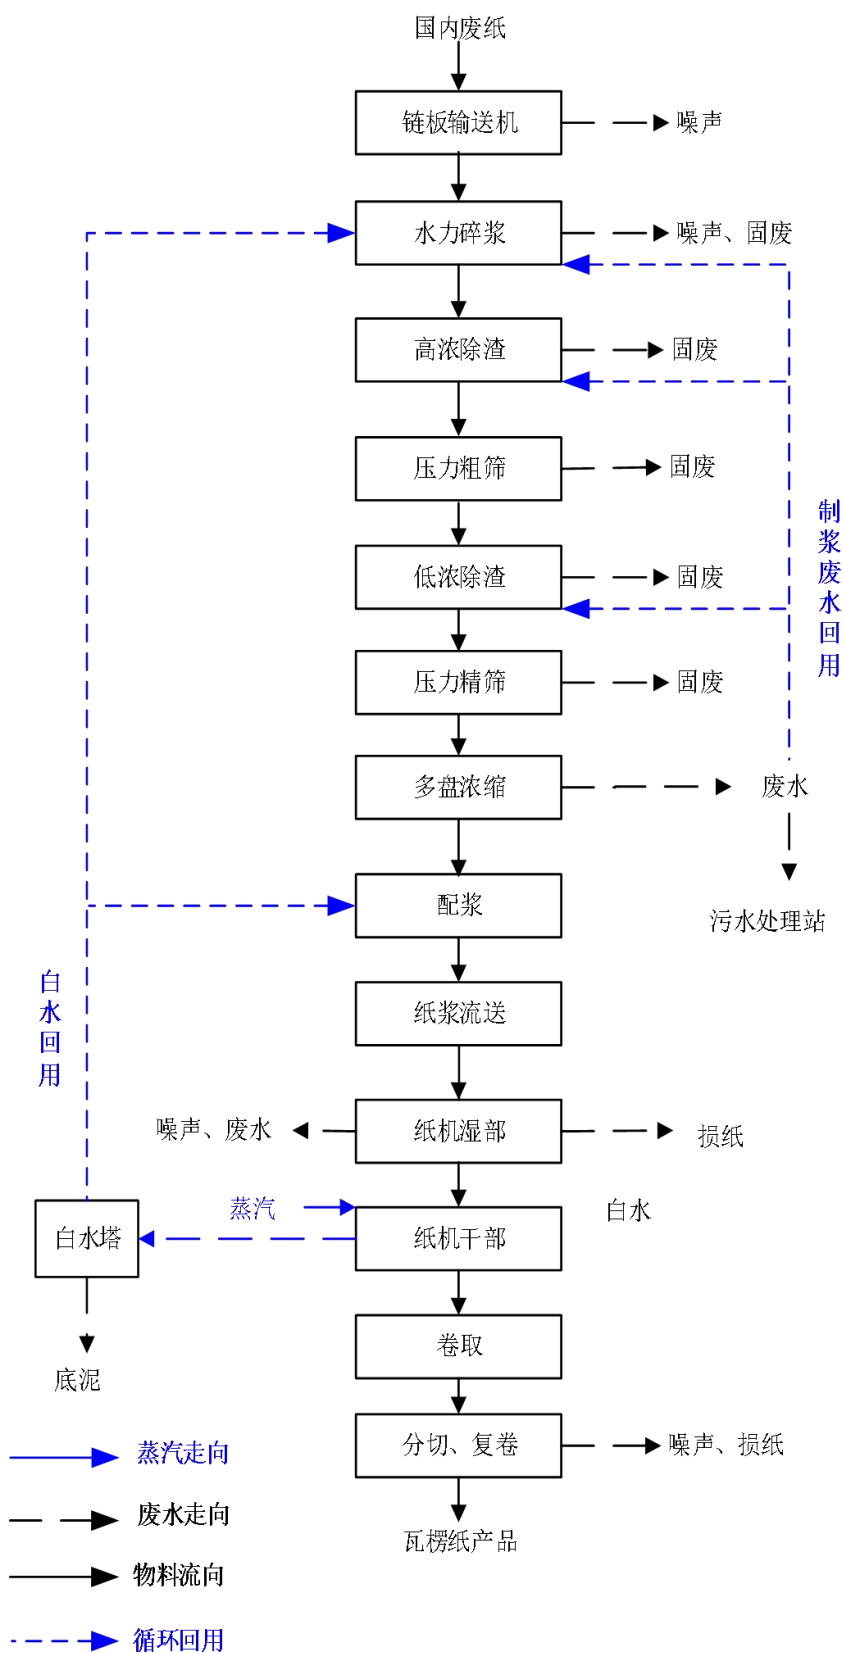 国内废纸
链板输送机
噪声
水力碎浆
噪声、固废
高浓除渣
固废
压力粗筛
固废
制浆废水回用
低浓除渣
固废
压力精筛
固废
多盘浓缩
废水
配浆
污水处理站
白水回用
纸浆流送
噪声、废水
纸机湿部
损纸
蒸汽
白水
白水塔
纸机干部
卷取
底泥
分切、复卷
噪声、损纸
蒸汽走向
废水走向
瓦楞纸产品
物料流向
循环回用